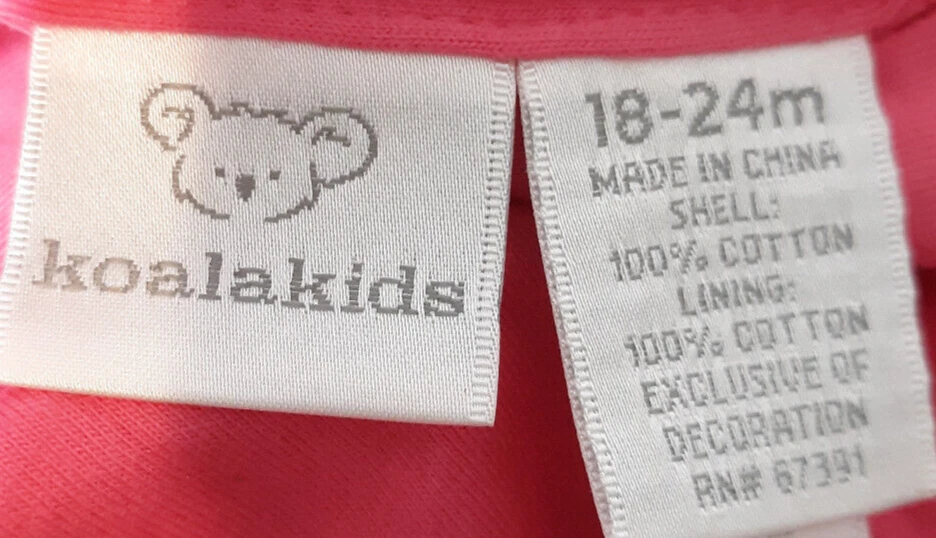 koalakids
18-24m
MADE IN CHINA
SHELL:
100% COTTON
LINING:
100% COTTON
EXCLUSIVE OF
DECORATION
RN# 67391